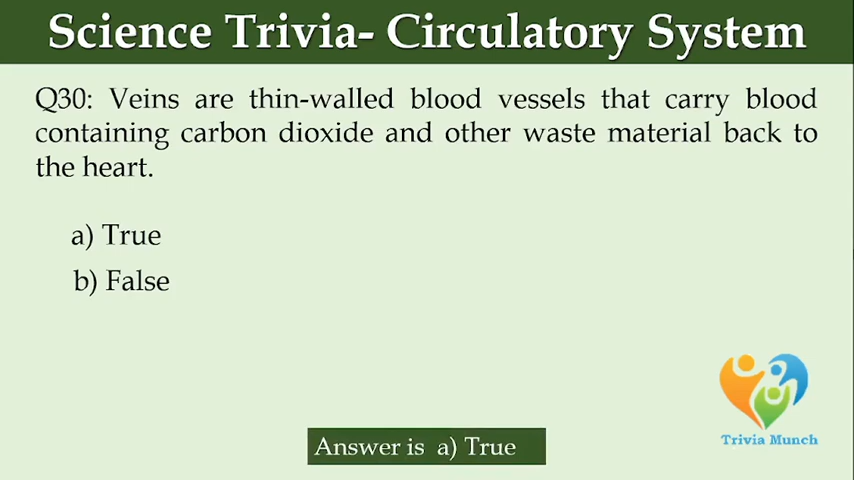 Science Trivia- Circulatory System
Q30: Veins are thin-walled blood vessels that carry blood
containing carbon dioxide and other waste material back to
the heart.
a) True
b) False
Trivia Munch
Answer is a) True